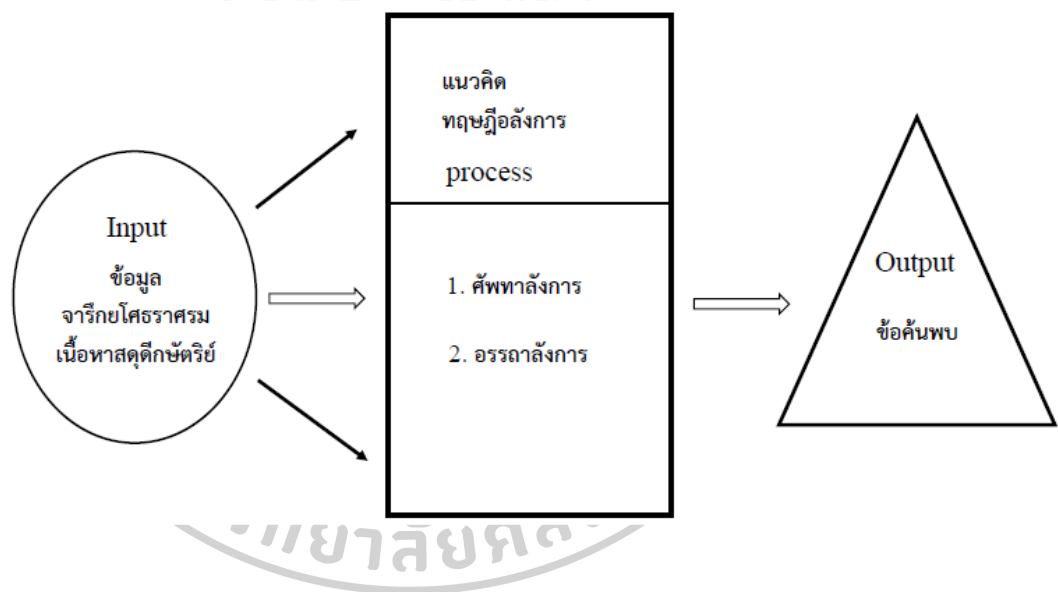 Input
ข้อมูล
จารึกยโศธราศรม
เนื้อหาสดุดีกษัตริย์
แนวคิด
ทฤษฎีอลังการ
process
1. ศัพทาลังการ
2. อรรถาลังการ
Output
ข้อค้นพบ